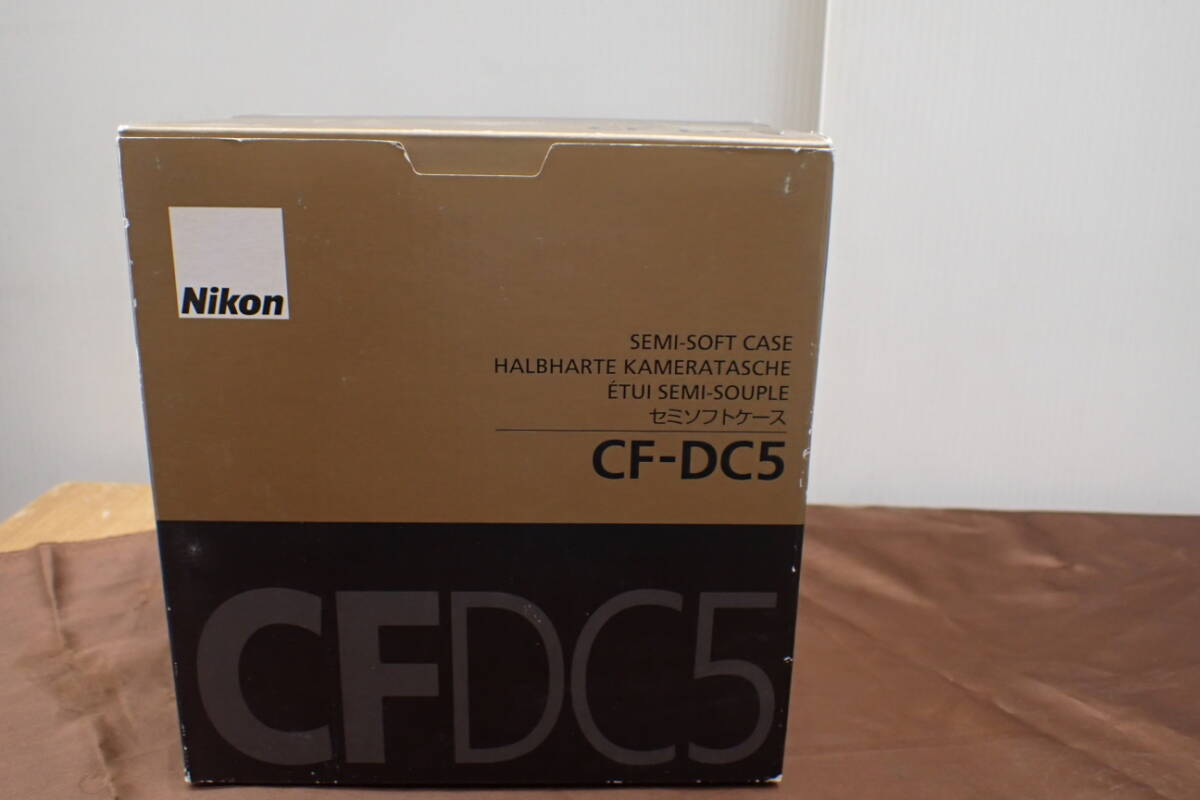 Nikon
SEMI-SOFT CASE
HALBHARTE KAMERATASCHE
ÉTUI SEMI-SOUPLE
セミソフトケース
CF-DC5
CFDC5